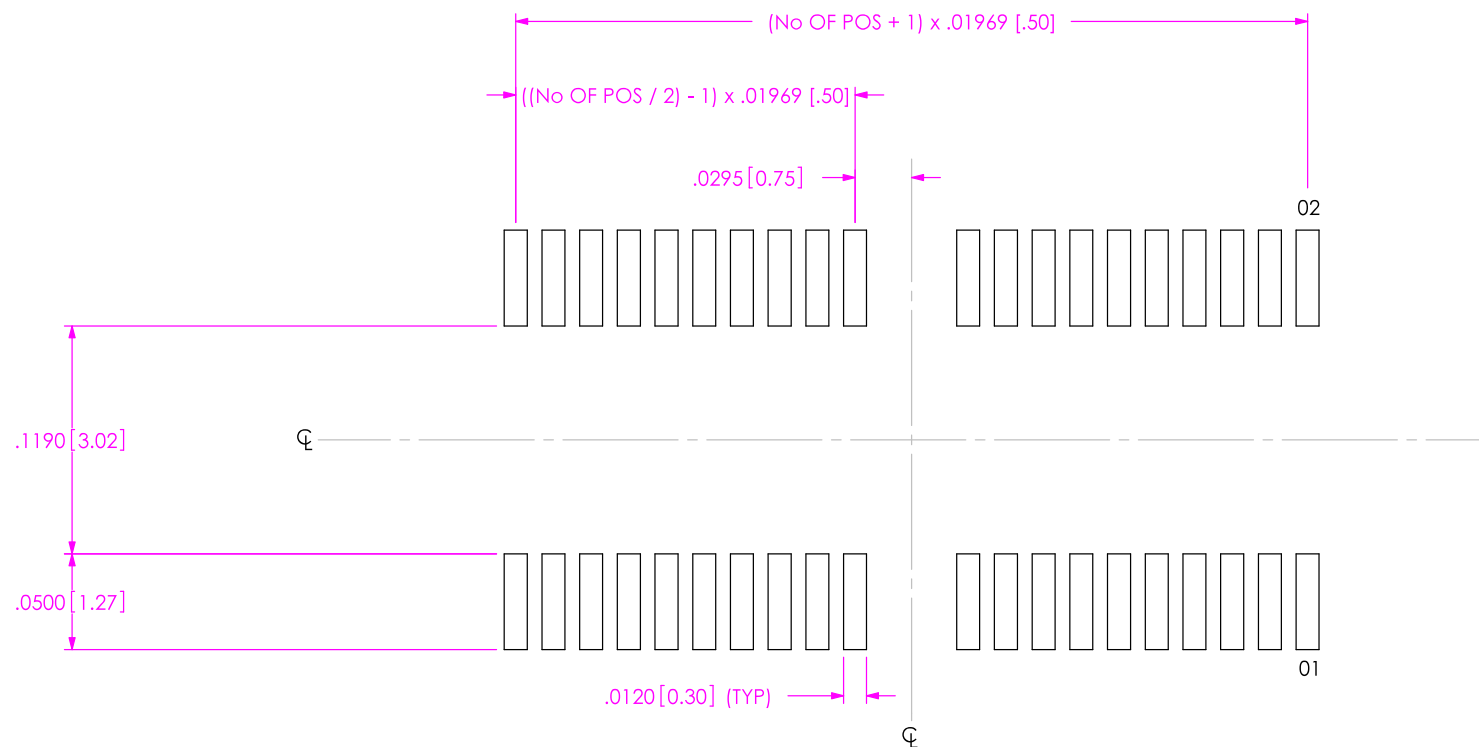 (No OF POS + 1) x .01969 [.50]
((No OF POS / 2) - 1) x .01969 [.50]
.0295[0.75]
02
.1190[3.02]
℄
.0500[1.27]
01
.0120[0.30] (TYP)
℄